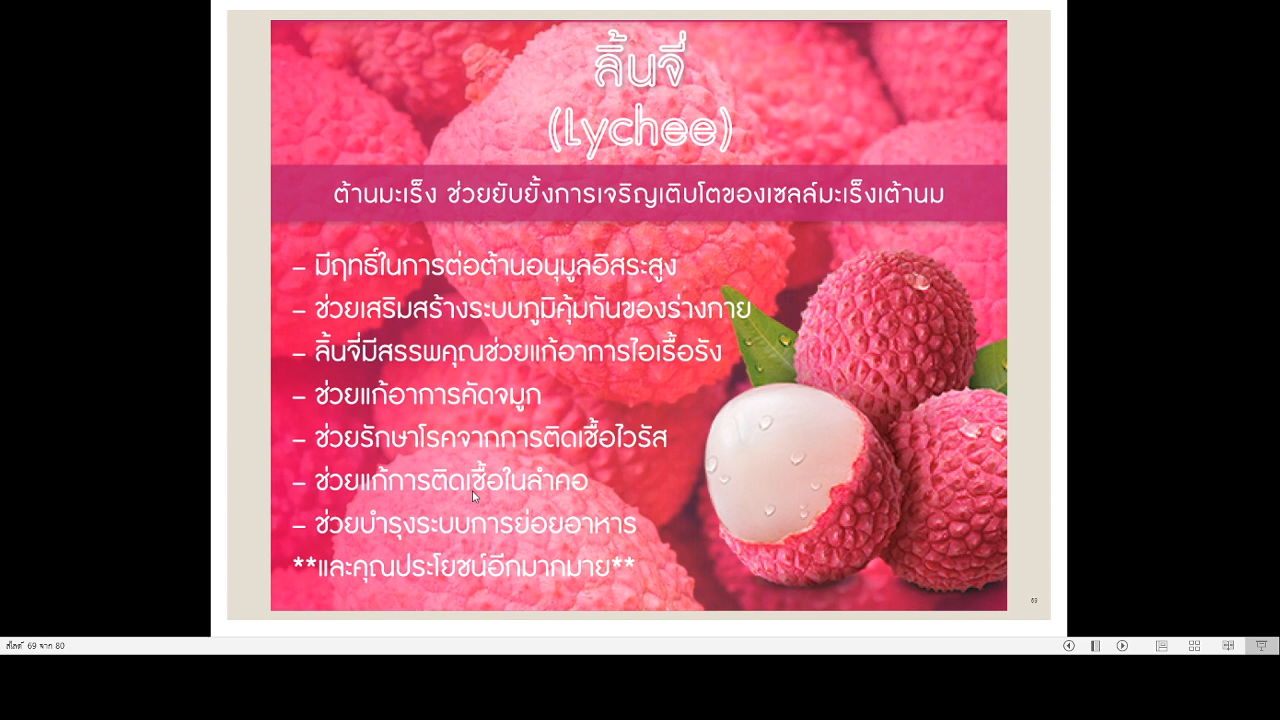 ลิ้นจี่
(Lychee)
ต้านมะเร็ง ช่วยยับยั้งการเจริญเติบโตของเซลล์มะเร็งเต้านม
– มีฤทธิ์ในการต่อต้านอนุมูลอิสระสูง
– ช่วยเสริมสร้างระบบภูมิคุ้มกันของร่างกาย
– ลิ้นจี่มีสรรพคุณช่วยแก้อาการไอเรื้อรัง
– ช่วยแก้อาการคัดจมูก
– ช่วยรักษาโรคจากการติดเชื้อไวรัส
– ช่วยแก้การติดเชื้อในลำคอ
– ช่วยบำรุงระบบการย่อยอาหาร
**และคุณประโยชน์อีกมากมาย**
69
สไลด์ 69 จาก 80